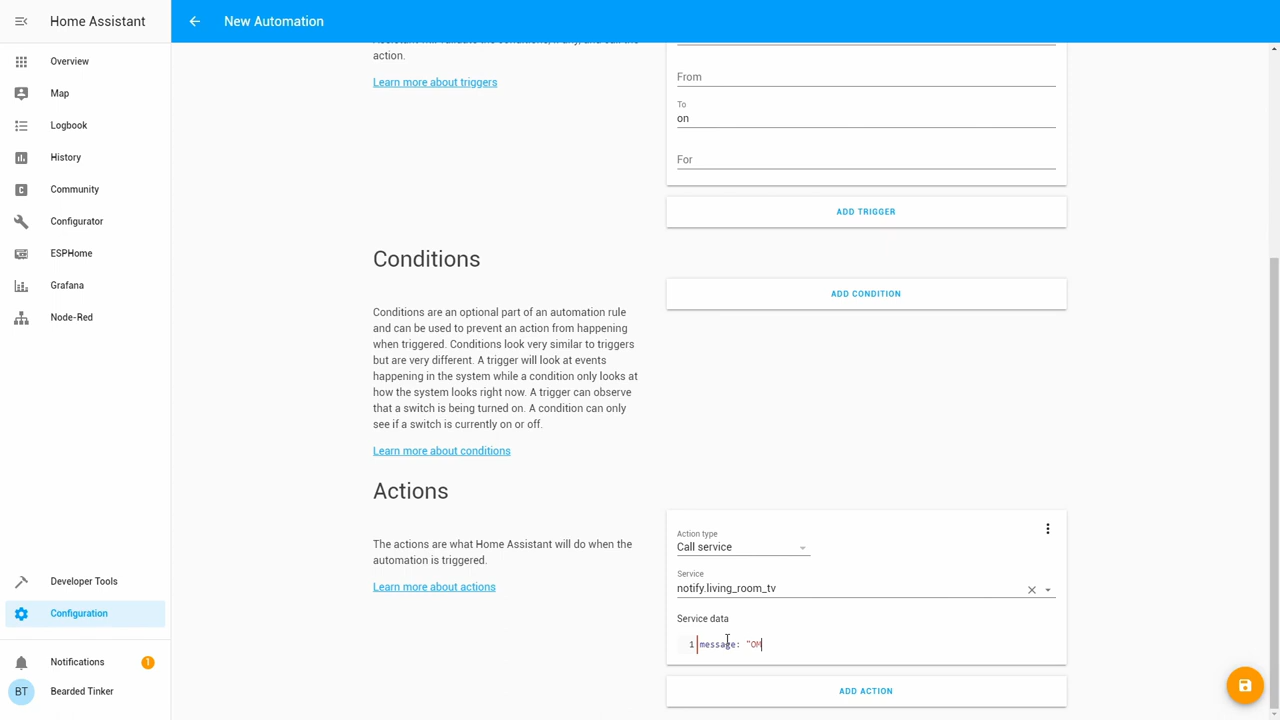 Home Assistant
New Automation
Overview
Map
Logbook
History
Community
Configurator
ESPHome
Grafana
Node-Red
Developer Tools
Configuration
Notifications
1
BT
Bearded Tinker
action.
Learn more about triggers
From
To
on
For
ADD TRIGGER
Conditions
ADD CONDITION
Conditions are an optional part of an automation rule
and can be used to prevent an action from happening
when triggered. Conditions look very similar to triggers
but are very different. A trigger will look at events
happening in the system while a condition only looks at
how the system looks right now. A trigger can observe
that a switch is being turned on. A condition can only
see if a switch is currently on or off.
Learn more about conditions
Actions
The actions are what Home Assistant will do when the
automation is triggered.
Learn more about actions
Action type
Call service
Service
notify.living_room_tv
Service data
1 message: "OM
ADD ACTION